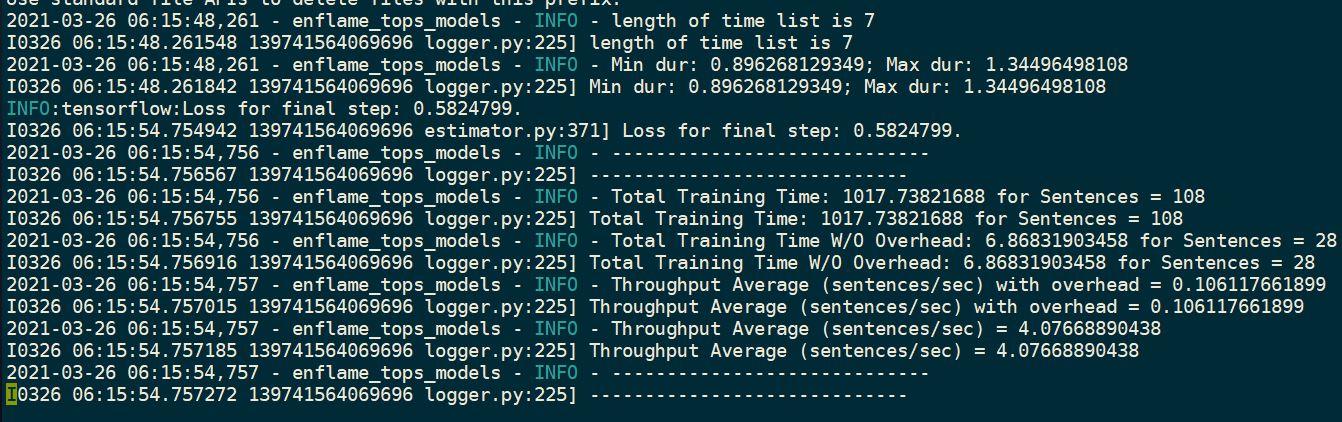 Use standard file APIs to delete files with this prefix.
2021-03-26 06:15:48,261 - enflame_tops_models - INFO - length of time list is 7
I0326 06:15:48.261548 139741564069696 logger.py:225] length of time list is 7
2021-03-26 06:15:48,261 - enflame_tops_models - INFO - Min dur: 0.896268129349; Max dur: 1.34496498108
I0326 06:15:48.261842 139741564069696 logger.py:225] Min dur: 0.896268129349; Max dur: 1.34496498108
INFO:tensorflow:Loss for final step: 0.5824799.
I0326 06:15:54.754942 139741564069696 estimator.py:371] Loss for final step: 0.5824799.
2021-03-26 06:15:54,756 - enflame_tops_models - INFO - -----------------------------
I0326 06:15:54.756567 139741564069696 logger.py:225] -----------------------------
2021-03-26 06:15:54,756 - enflame_tops_models - INFO - Total Training Time: 1017.73821688 for Sentences = 108
I0326 06:15:54.756755 139741564069696 logger.py:225] Total Training Time: 1017.73821688 for Sentences = 108
2021-03-26 06:15:54,756 - enflame_tops_models - INFO - Total Training Time W/O Overhead: 6.86831903458 for Sentences = 28
I0326 06:15:54.756916 139741564069696 logger.py:225] Total Training Time W/O Overhead: 6.86831903458 for Sentences = 28
2021-03-26 06:15:54,757 - enflame_tops_models - INFO - Throughput Average (sentences/sec) with overhead = 0.106117661899
I0326 06:15:54.757015 139741564069696 logger.py:225] Throughput Average (sentences/sec) with overhead = 0.106117661899
2021-03-26 06:15:54,757 - enflame_tops_models - INFO - Throughput Average (sentences/sec) = 4.07668890438
I0326 06:15:54.757185 139741564069696 logger.py:225] Throughput Average (sentences/sec) = 4.07668890438
2021-03-26 06:15:54,757 - enflame_tops_models - INFO - -----------------------------
I0326 06:15:54.757272 139741564069696 logger.py:225] -----------------------------